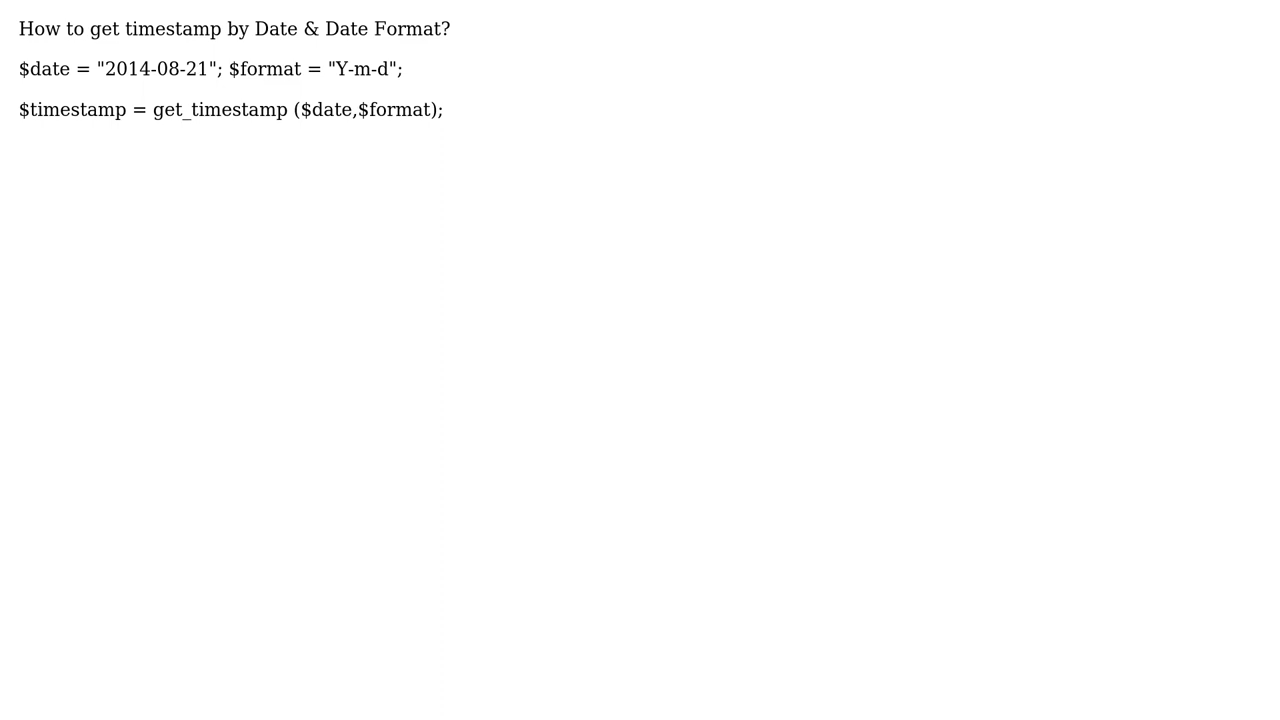 How to get timestamp by Date & Date Format?
$date = "2014-08-21"; $format = "Y-m-d";
$timestamp = get_timestamp ($date,$format);